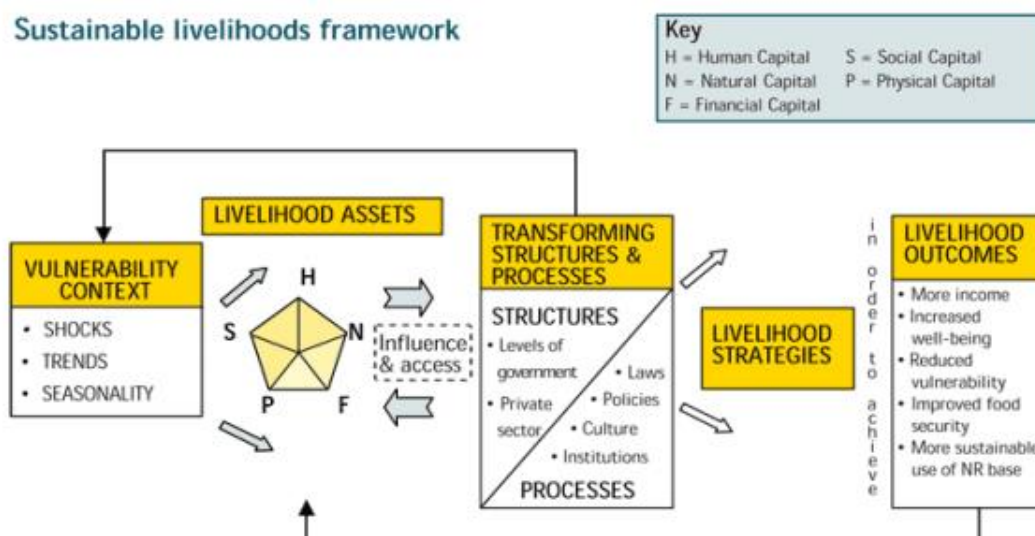 Sustainable livelihoods framework
Key
H = Human Capital
S = Social Capital
N = Natural Capital
P = Physical Capital
F = Financial Capital
LIVELIHOOD ASSETS
VULNERABILITY
CONTEXT
• SHOCKS
• TRENDS
• SEASONALITY
H
S
N
P
F
Influence
& access
TRANSFORMING
STRUCTURES &
PROCESSES
STRUCTURES
• Levels of
government
• Private
sector
• Laws
• Policies
• Culture
• Institutions
PROCESSES
LIVELIHOOD
STRATEGIES
in order to achieve
LIVELIHOOD
OUTCOMES
• More income
• Increased
well-being
• Reduced
vulnerability
• Improved food
security
• More sustainable
use of NR base